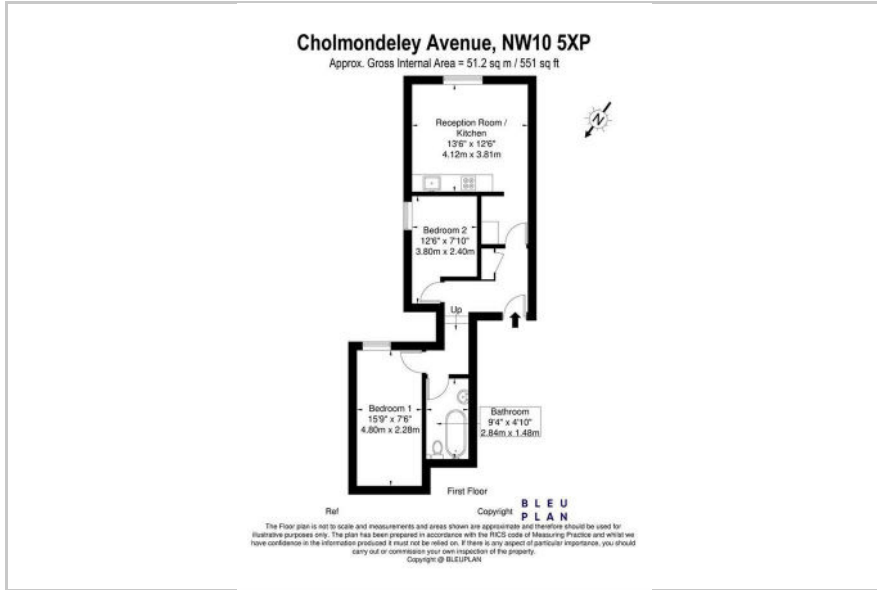 Cholmondeley Avenue, NW10 5XP
Approx. Gross Internal Area = 51.2 sq m / 551 sq ft
N
Reception Room /
Kitchen
13'6" x 12'6"
4.12m x 3.81m
Bedroom 2
12'6" x 7'10"
3.80m x 2.40m
Up
Bedroom 1
15'9" x 7'6"
4.80m x 2.28m
Bathroom
9'4" x 4'10"
2.84m x 1.48m
First Floor
Ref
Copyright
BLEU
PLAN
The Floor plan is not to scale and measurements and areas shown are approximate and therefore should be used for
illustrative purposes only. The plan has been prepared in accordance with the RICS code of Measuring Practice and whilst we
have confidence in the information produced it must not be relied on. If there is any aspect of particular importance, you should
carry out or commission your own inspection of the property.
Copyright @ BLEUPLAN